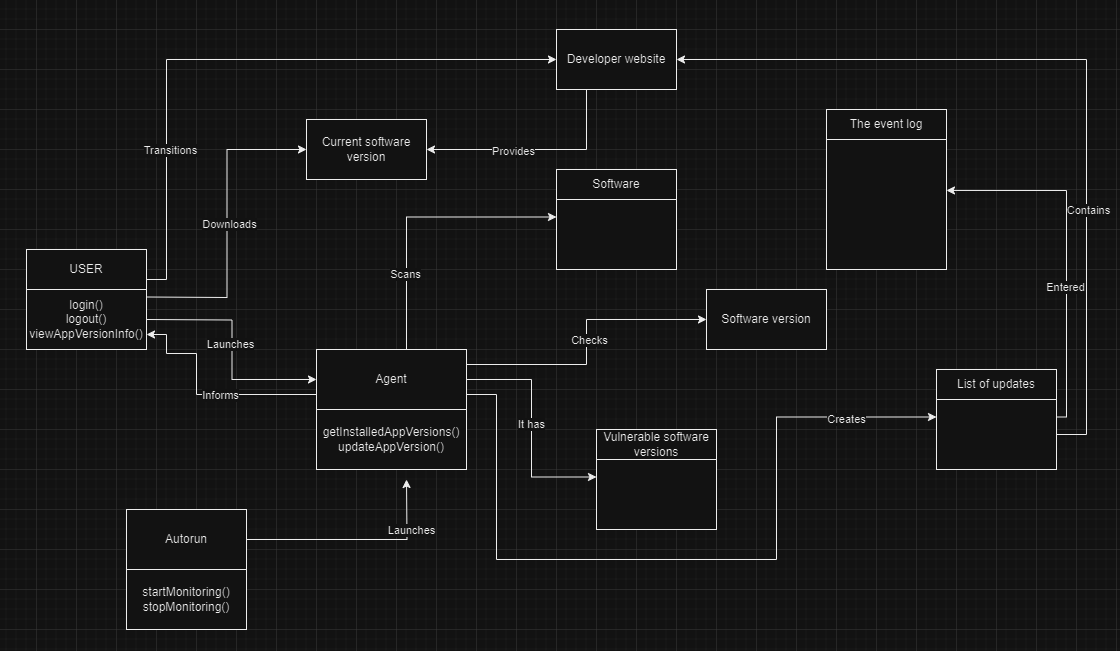 Developer website
The event log
Current software
version
Transitions
Provides
Software
Contains
Downloads
USER
Scans
Entered
login()
logout()
viewAppVersionInfo()
Software version
Launches
Checks
Agent
List of updates
Informs
It has
Creates
getInstalledAppVersions()
updateAppVersion()
Vulnerable software
versions
Launches
Autorun
startMonitoring()
stopMonitoring()